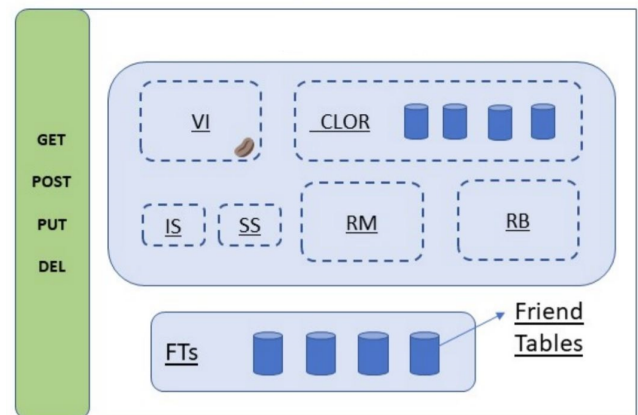 GET
POST
PUT
DEL
VI
CLOR
IS
SS
RM
RB
FTs
Friend
Tables